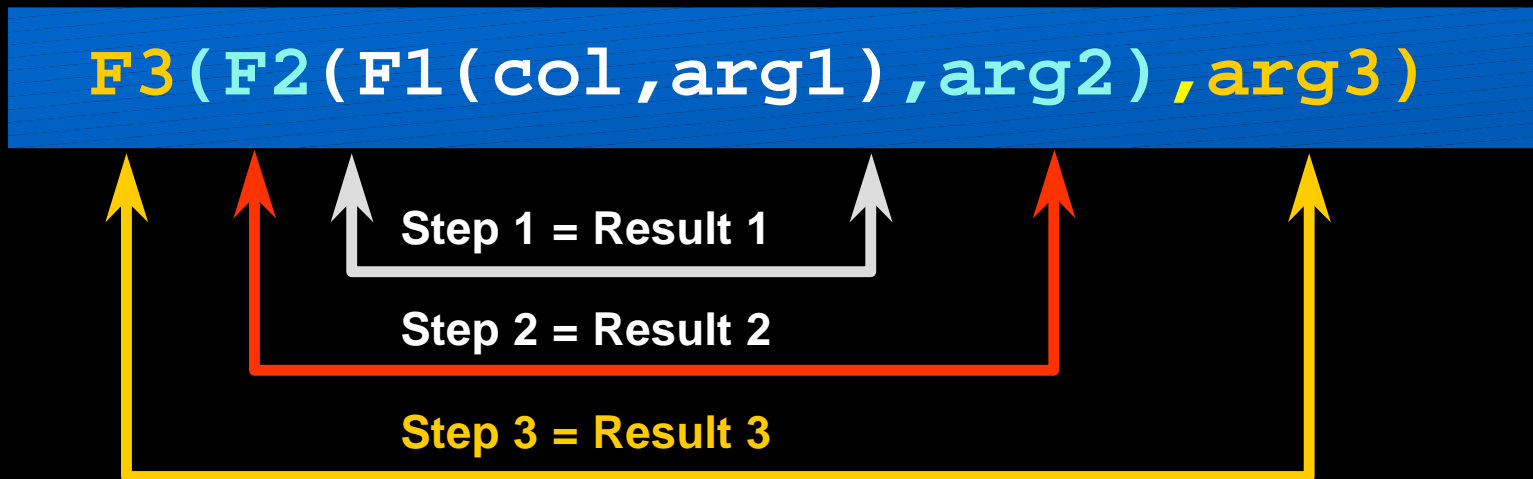 F3(F2(F1(col,arg1),arg2),arg3)
Step 1 = Result 1
Step 2 = Result 2
Step 3 = Result 3